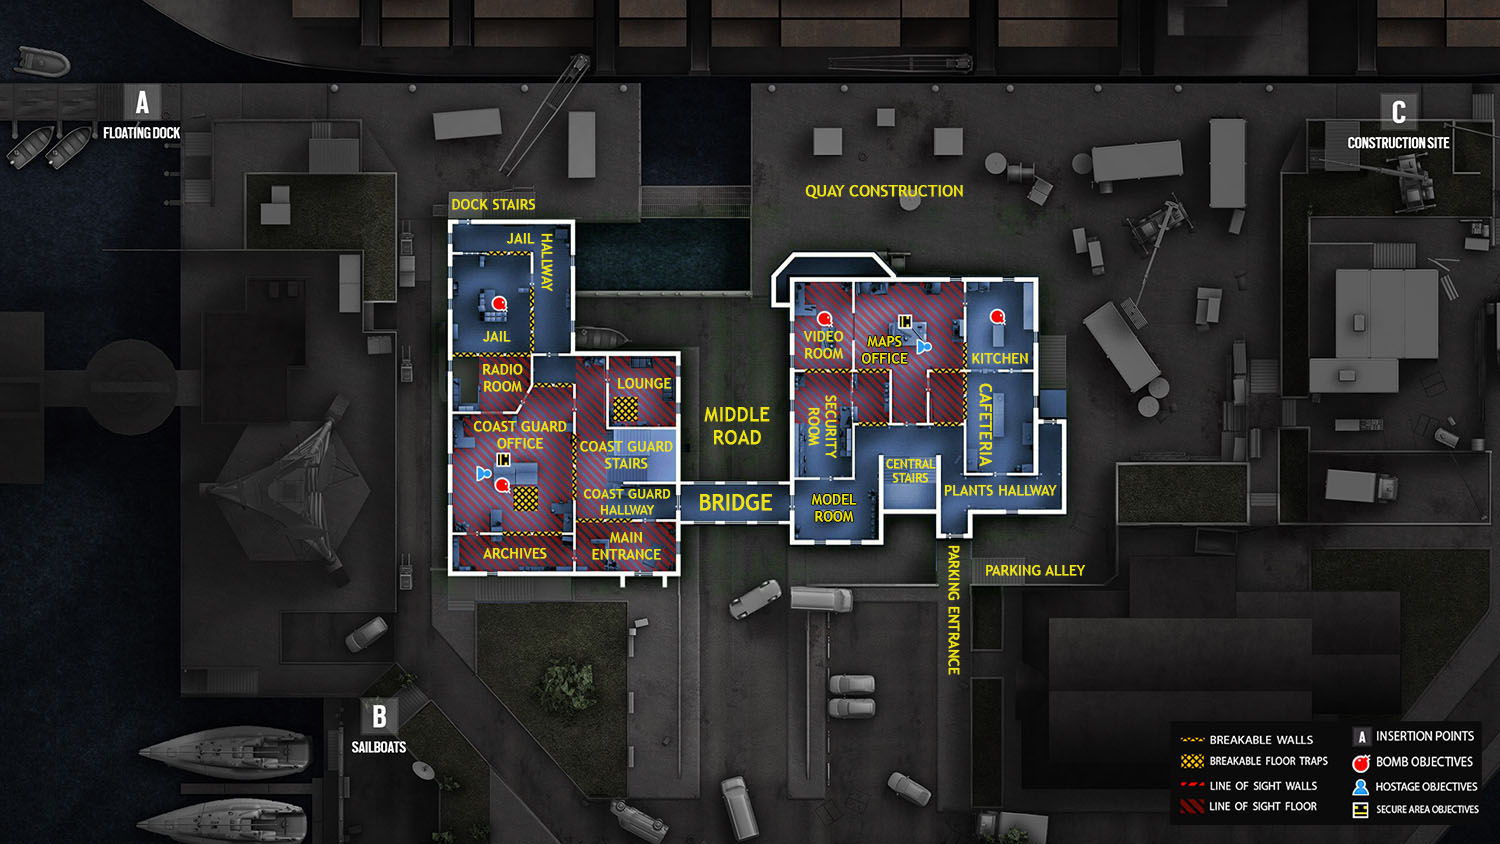 A
FLOATING DOCK
C
CONSTRUCTION SITE
QUAY CONSTRUCTION
DOCK STAIRS
JAIL
HALLWAY
JAIL
RADIO
ROOM
LOUNGE
COAST GUARD
OFFICE
COAST GUARD
STAIRS
COAST GUARD
HALLWAY
ARCHIVES
MAIN
ENTRANCE
MIDDLE
ROAD
BRIDGE
VIDEO
ROOM
MAPS
OFFICE
KITCHEN
SECURITY
ROOM
CAFETERIA
CENTRAL
STAIRS
MODEL
ROOM
PLANTS HALLWAY
PARKING ENTRANCE
PARKING ALLEY
B
SAILBOATS
BREAKABLE WALLS
BREAKABLE FLOOR TRAPS
LINE OF SIGHT WALLS
LINE OF SIGHT FLOOR
A INSERTION POINTS
BOMB OBJECTIVES
HOSTAGE OBJECTIVES
SECURE AREA OBJECTIVES